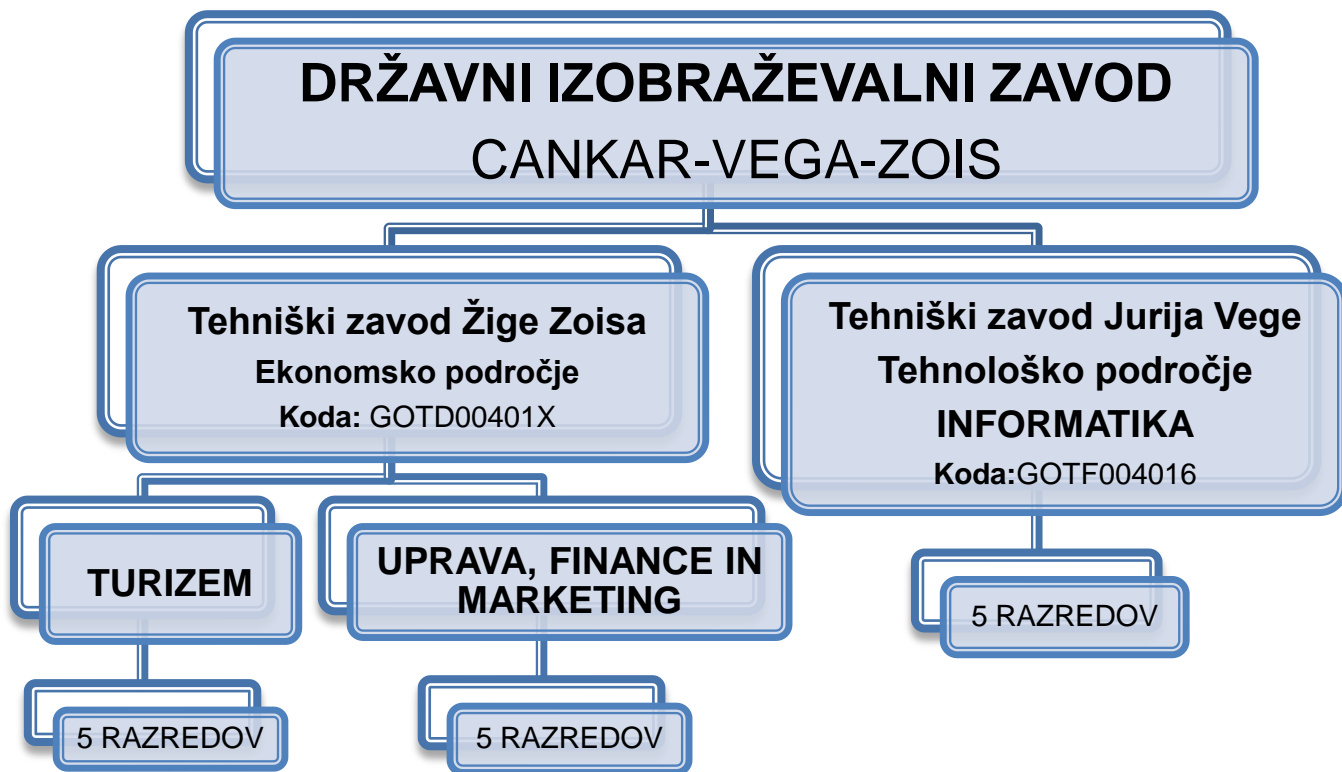 DRŽAVNI IZOBRAŽEVALNI ZAVOD
CANKAR-VEGA-ZOIS
Tehniški zavod Žige Zoisa
Ekonomsko področje
Koda: GOTD00401X
Tehniški zavod Jurija Vege
Tehnološko področje
INFORMATIKA
Koda:GOTF004016
TURIZEM
UPRAVA, FINANCE IN
MARKETING
5 RAZREDOV
5 RAZREDOV
5 RAZREDOV